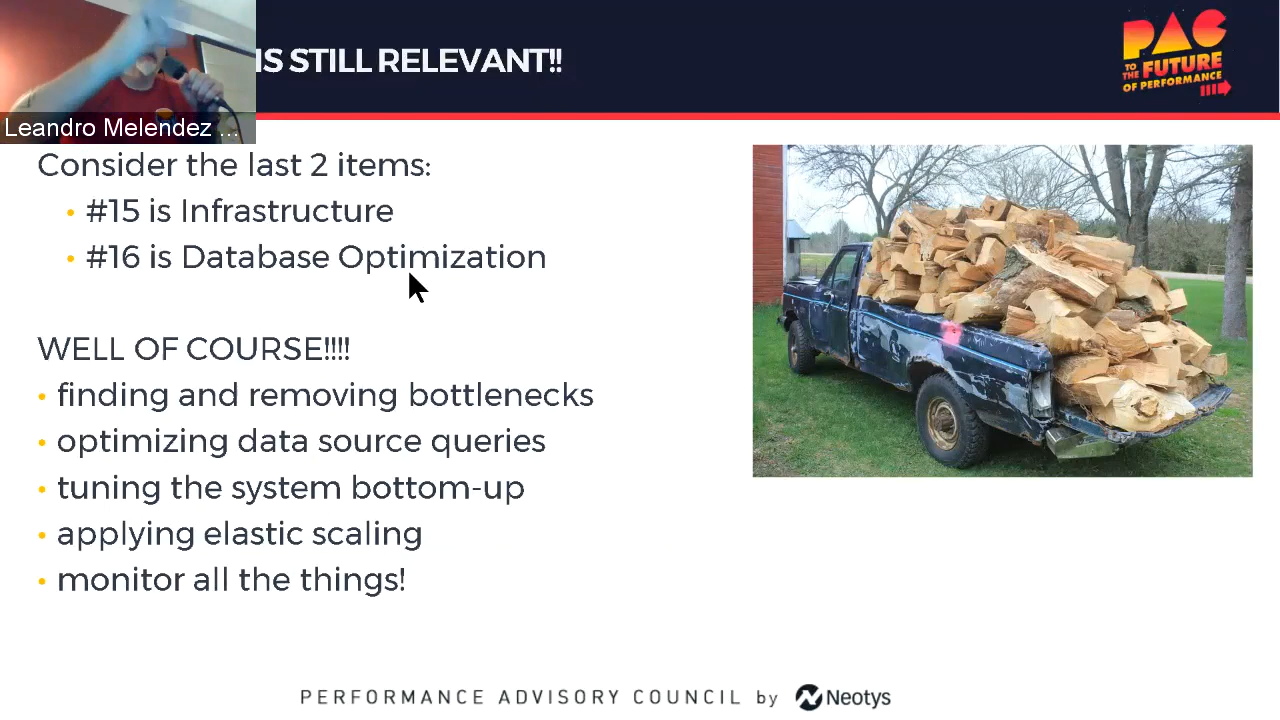 IS STILL RELEVANT!!
PAC
TO THE FUTURE
OF PERFORMANCE
Leandro Melendez ...
Consider the last 2 items:
• #15 is Infrastructure
• #16 is Database Optimization
WELL OF COURSE!!!!
• finding and removing bottlenecks
• optimizing data source queries
• tuning the system bottom-up
• applying elastic scaling
• monitor all the things!
PERFORMANCE ADVISORY COUNCIL by Neotys